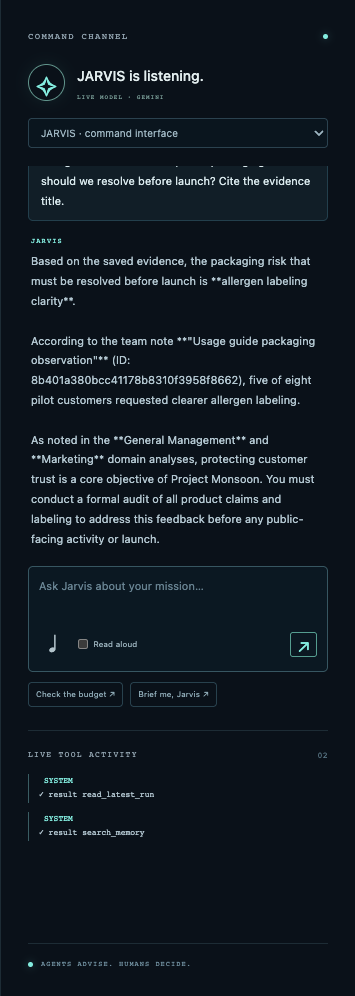 COMMAND CHANNEL
JARVIS is listening.
LIVE MODEL · GEMINI
JARVIS · command interface
should we resolve before launch? Cite the evidence
title.
JARVIS
Based on the saved evidence, the packaging risk that
must be resolved before launch is **allergen labeling
clarity**.
According to the team note **"Usage guide packaging
observation"** (ID:
8b401a380bcc41178b8310f3958f8662), five of eight
pilot customers requested clearer allergen labeling.
As noted in the **General Management** and
**Marketing** domain analyses, protecting customer
trust is a core objective of Project Monsoon. You must
conduct a formal audit of all product claims and
labeling to address this feedback before any public-
facing activity or launch.
Ask Jarvis about your mission...
Read aloud
Check the budget ↗
Brief me, Jarvis ↗
LIVE TOOL ACTIVITY
02
SYSTEM
✓ result read_latest_run
SYSTEM
✓ result search_memory
AGENTS ADVISE. HUMANS DECIDE.